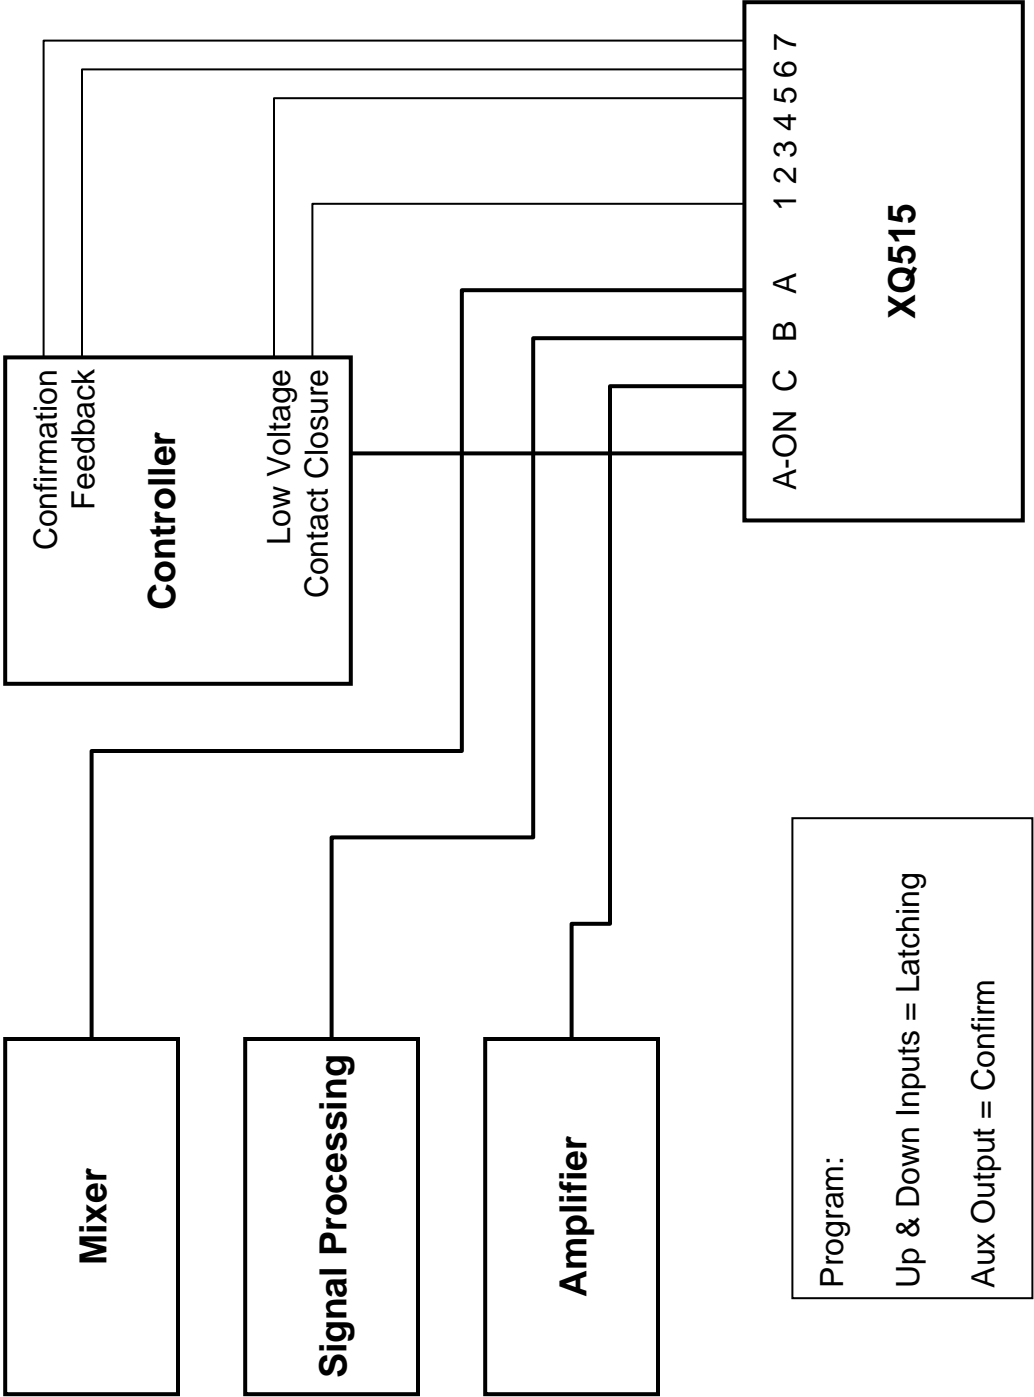 Mixer
Signal Processing
Amplifier
Confirmation
Feedback
Controller
Low Voltage
Contact Closure
A-ON C B A 1 2 3 4 5 6 7
XQ515
Program:
Up & Down Inputs = Latching
Aux Output = Confirm